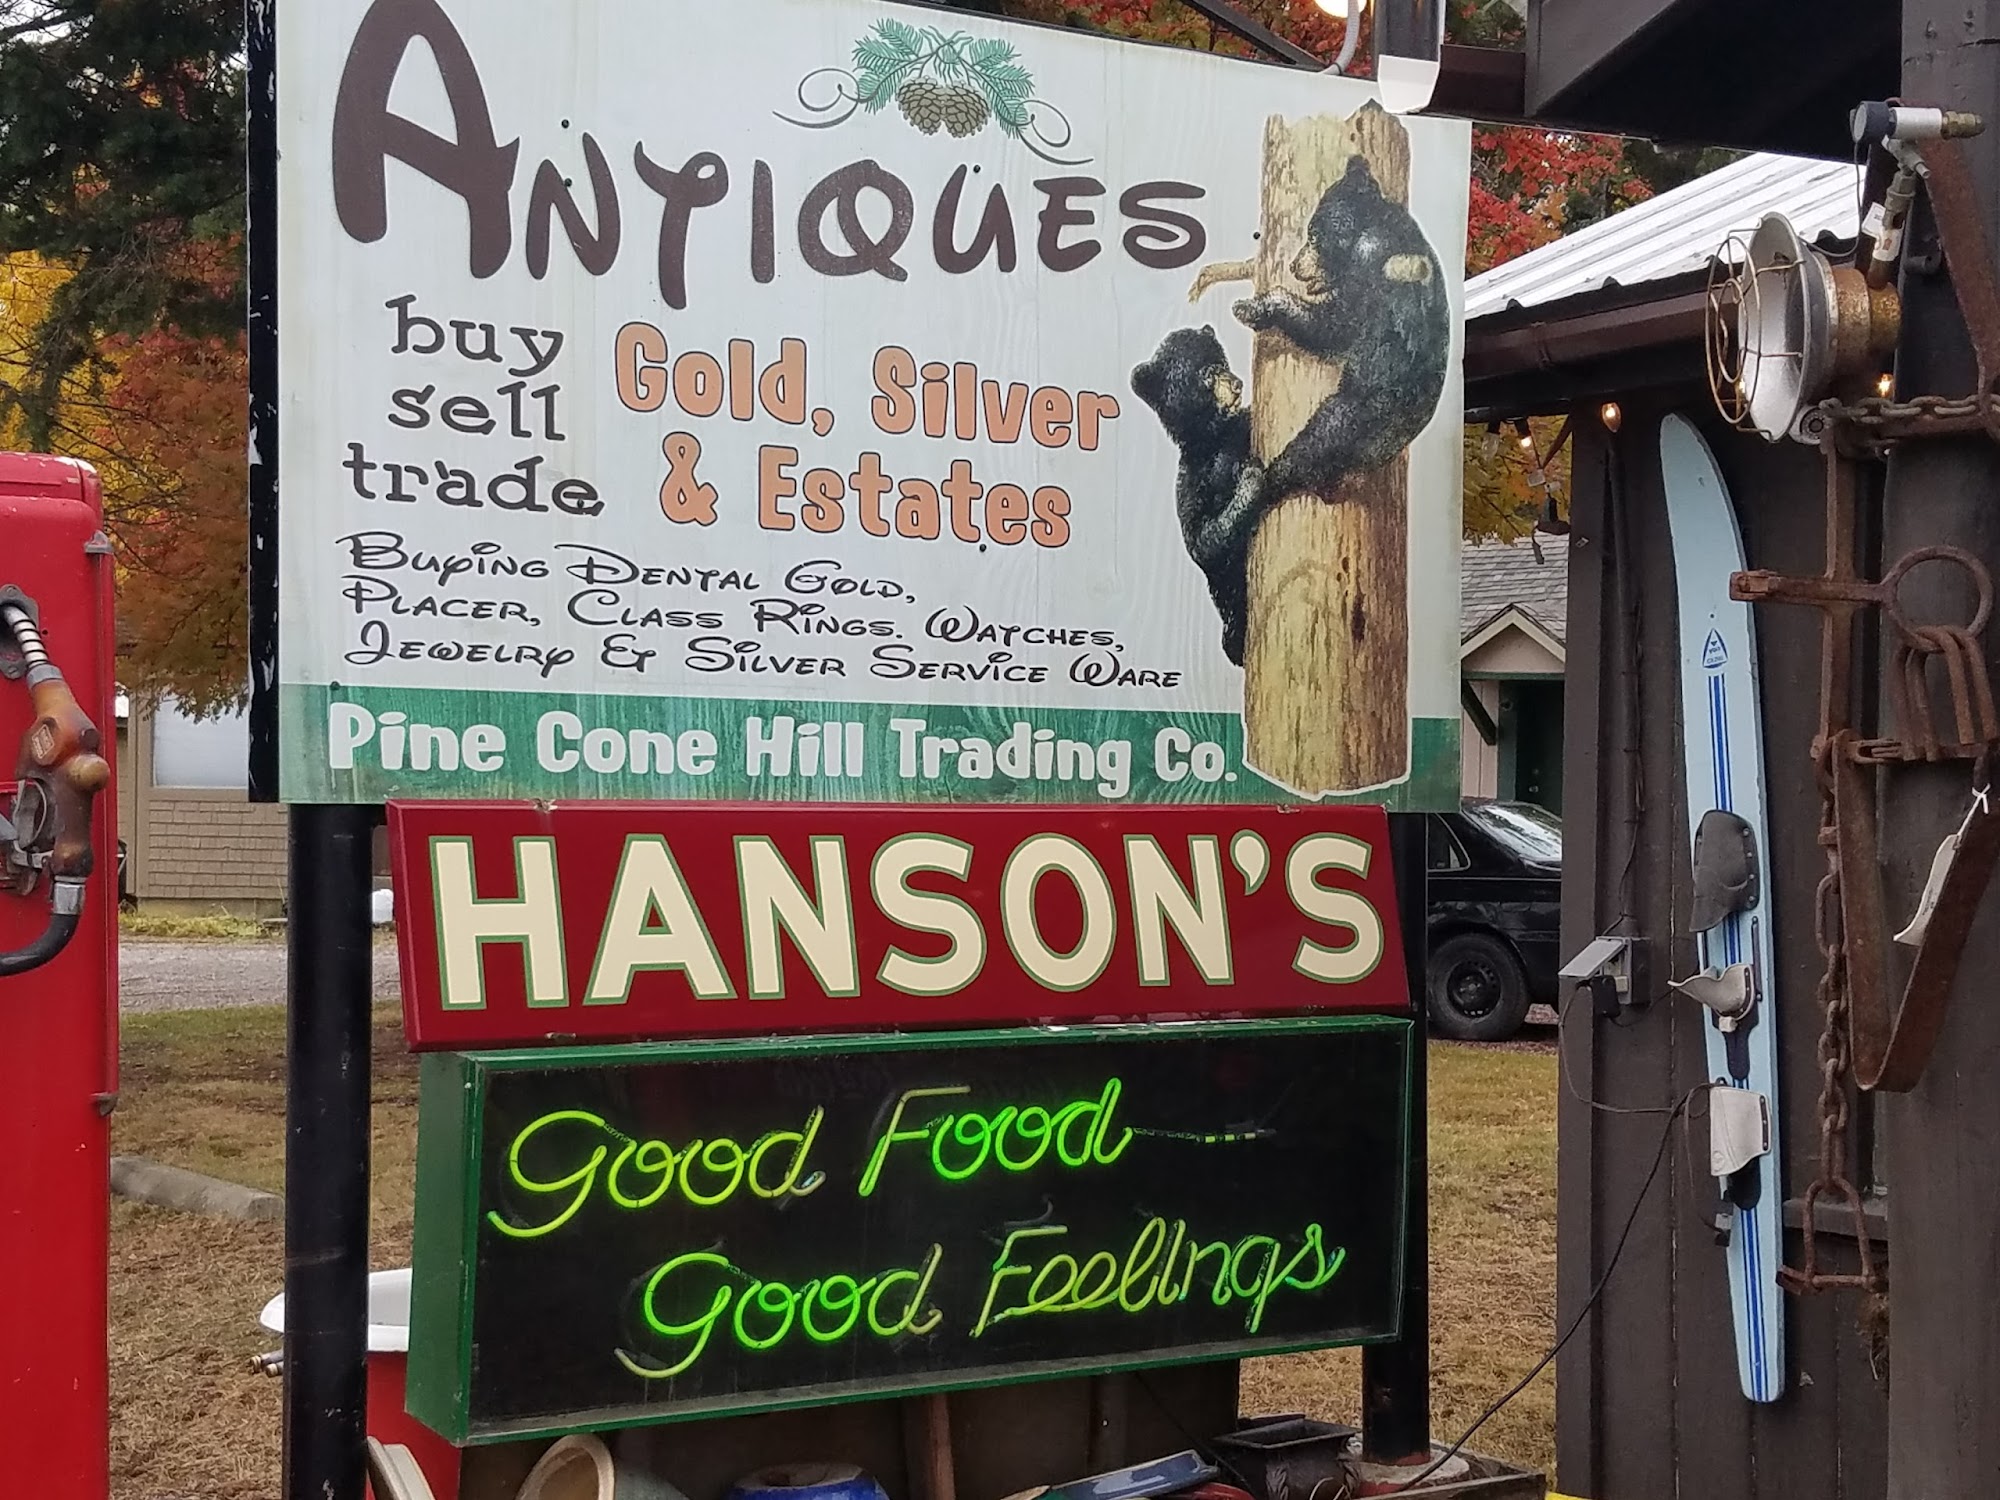 Antiques
buy
sell
trade
Gold, Silver
& Estates
Buying Dental Gold,
Placer, Class Rings. Watches,
Jewelry & Silver Service Ware
Pine Cone Hill Trading Co.
HANSON'S
Good Food
Good Feelings